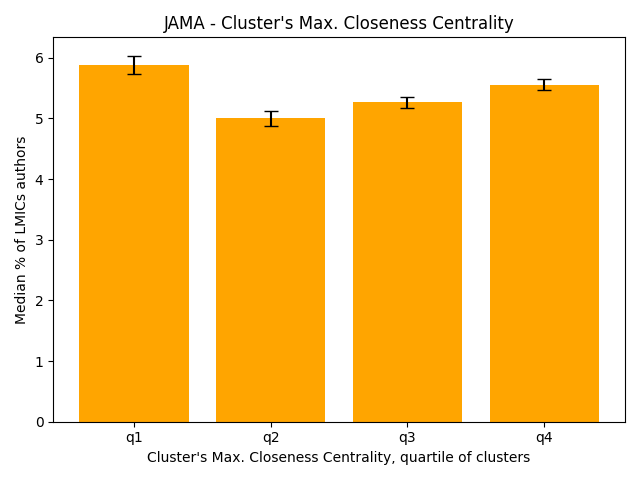 JAMA - Cluster's Max. Closeness Centrality
Median % of LMICs authors
6
5
4
3
2
1
0
q1 q2 q3 q4
Cluster's Max. Closeness Centrality, quartile of clusters